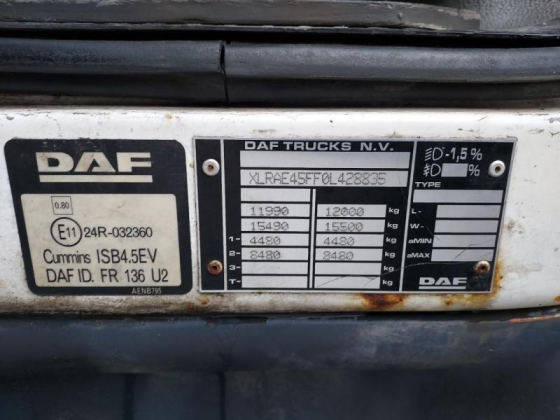 DAF
0.80
E11 24R-032360
Cummins ISB4.5EV
DAF ID. FR 136 U2
AENB795
DAF TRUCKS N.V.
XLRAE45FF0L428835
11990 12000 kg
15490 15500 kg
1- 4480 4480 kg
2- 8480 8480 kg
3- kg
T- kg
D -1,5%
D %
TYPE
L-
W-
aMIN
aMAX
DAF